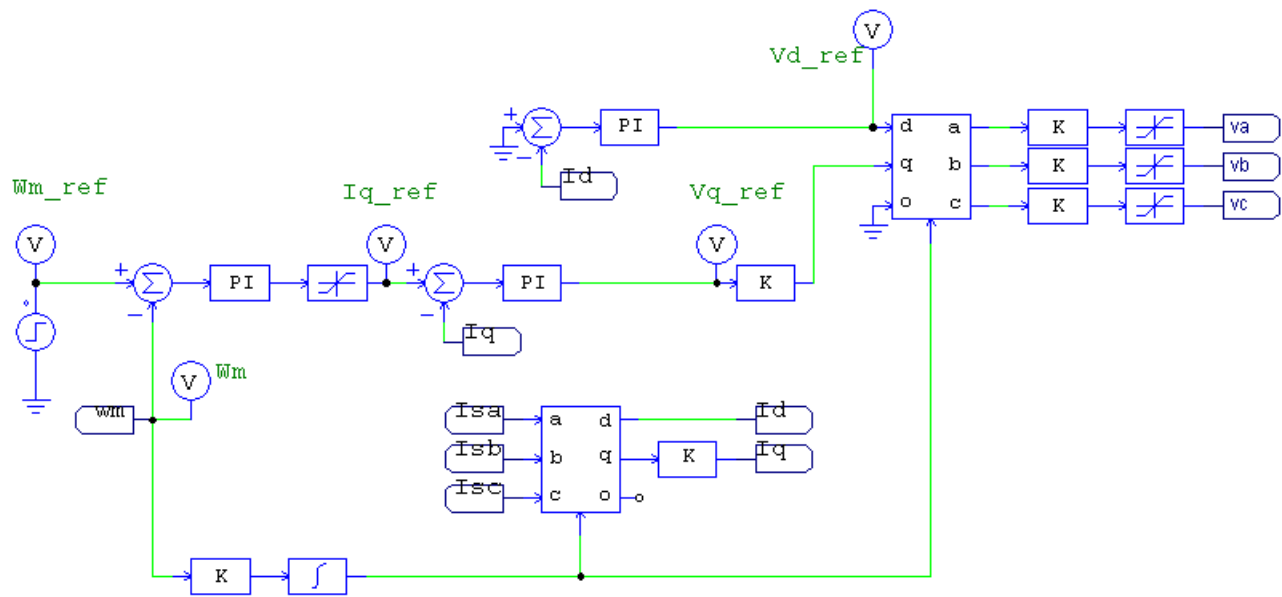 V
Vd_ref
+
Σ
PI
d
a
K
va
−
Id
q
b
K
vb
Wm_ref
Iq_ref
Vq_ref
o
c
K
vc
V
V
V
+
Σ
PI
+
Σ
PI
K
−
−
Iq
V
Wm
wm
Isa
a
d
Id
Isb
b
q
K
Iq
Isc
c
o
K
∫